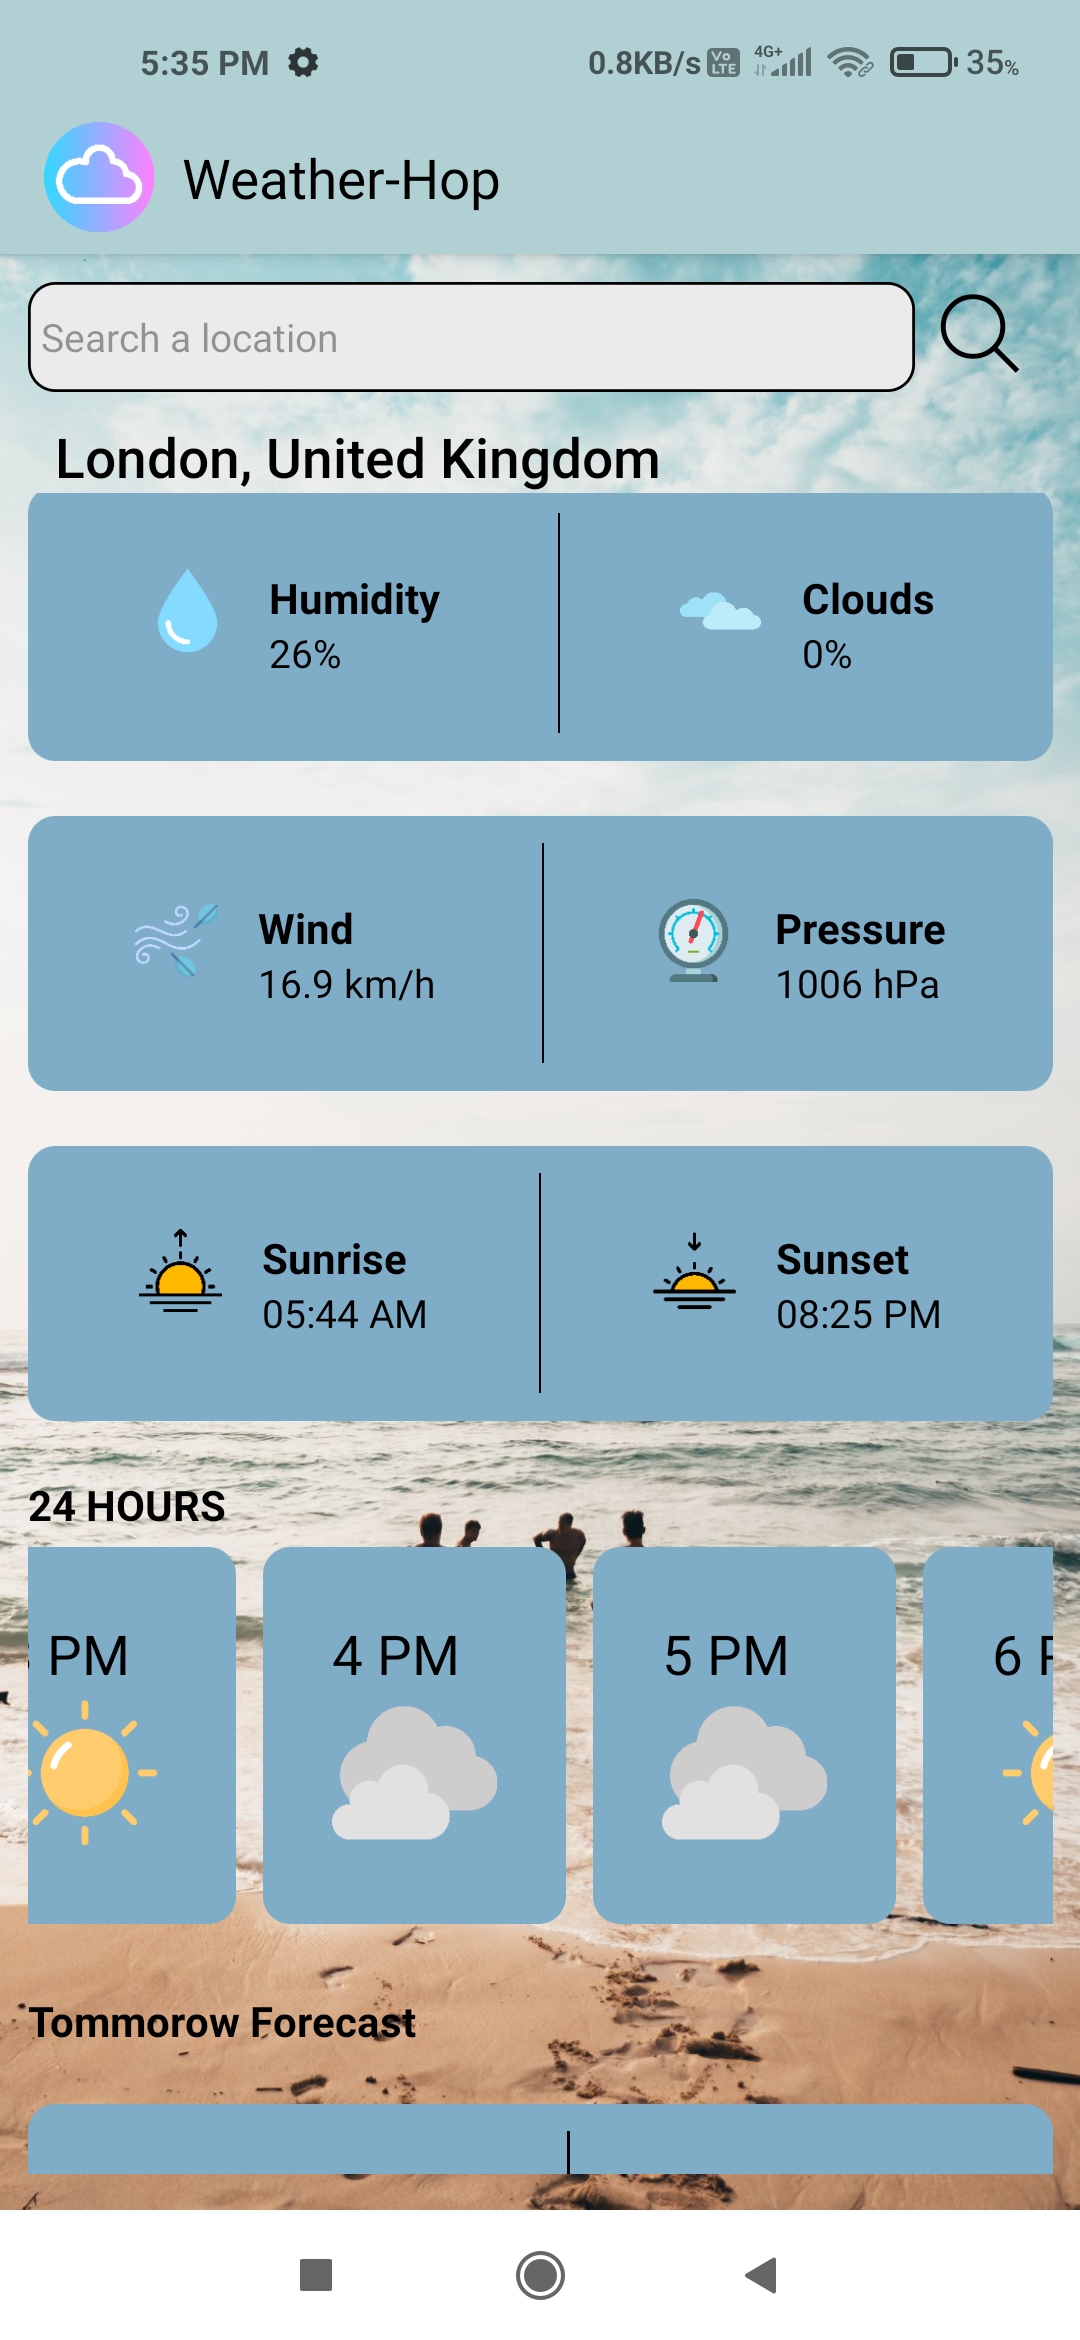 5:35 PM 0.8KB/s Vo LTE 4G+ 35%
Weather-Hop
Search a location
London, United Kingdom
Humidity Clouds
26% 0%
Wind Pressure
16.9 km/h 1006 hPa
Sunrise Sunset
05:44 AM 08:25 PM
24 HOURS
PM 4 PM 5 PM 6
Tommorow Forecast